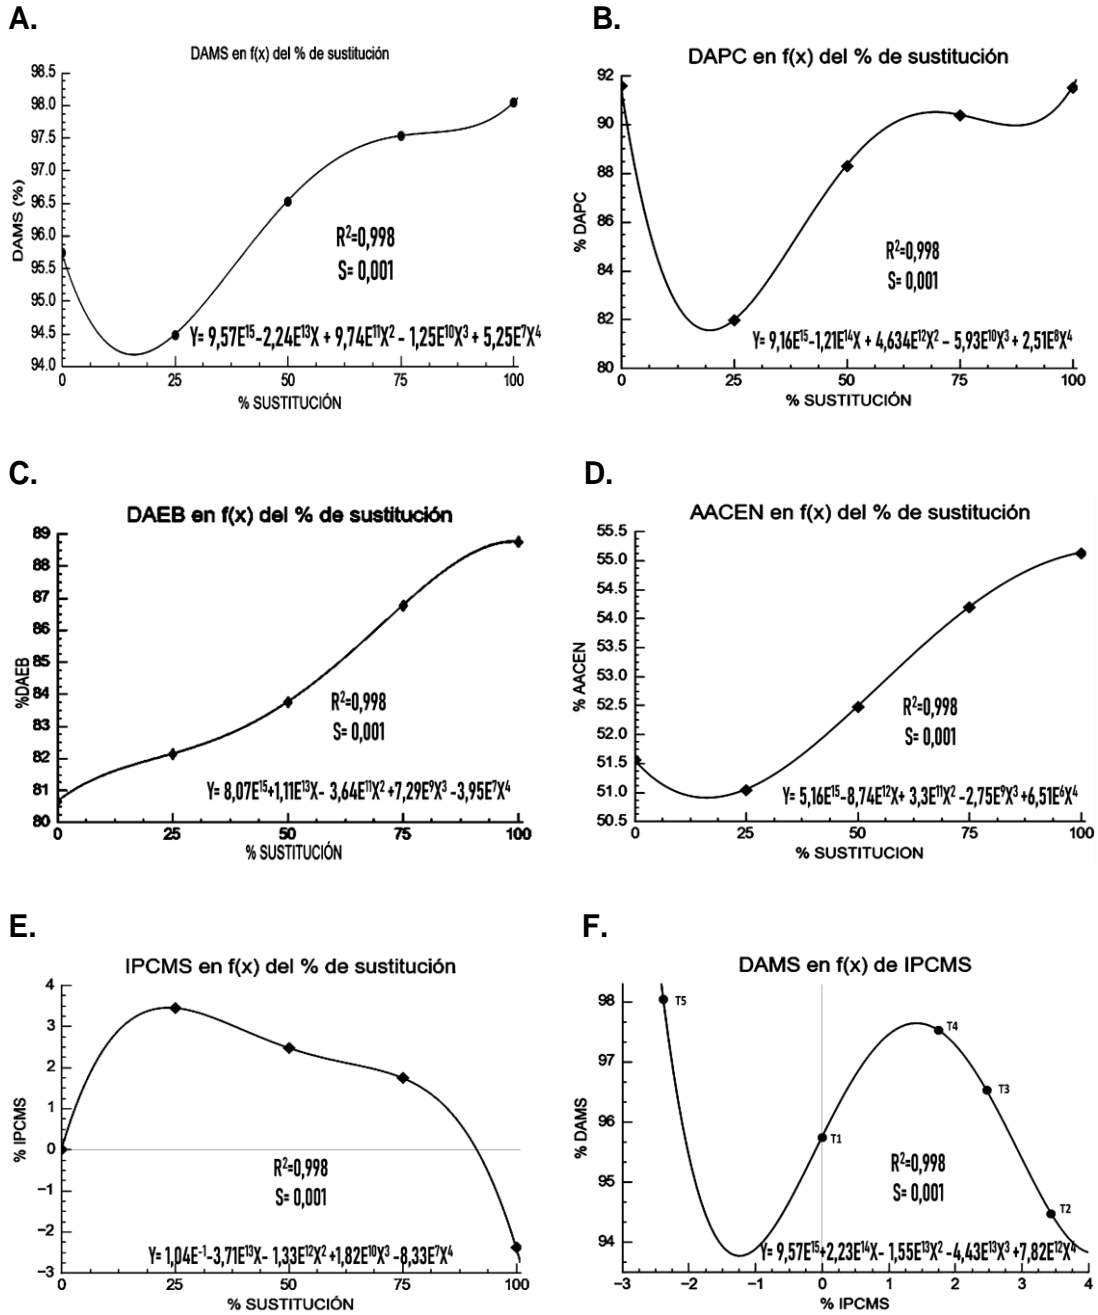 A.
DAMS en f(x) del % de sustitución
98.5
98.0
97.5
97.0
96.5
96.0
95.5
95.0
94.5
94.0
DAMS (%)
R²=0,998
S= 0,001
Y= 9,57E¹⁵-2,24E¹³X + 9,74E¹¹X² - 1,25E¹⁰X³ + 5,25E⁷X⁴
0 25 50 75 100
% SUSTITUCIÓN
B.
DAPC en f(x) del % de sustitución
92
90
88
86
84
82
80
% DAPC
R²=0,998
S= 0,001
Y= 9,16E¹⁵-1,21E¹⁴X + 4,634E¹²X² - 5,93E¹⁰X³ + 2,51E⁸X⁴
0 25 50 75 100
% SUSTITUCIÓN
C.
DAEB en f(x) del % de sustitución
89
88
87
86
85
84
83
82
81
80
%DAEB
R²=0,998
S= 0,001
Y= 8,07E¹⁵+1,11E¹³X- 3,64E¹¹X² +7,29E⁹X³ -3,95E⁷X⁴
0 25 50 75 100
% SUSTITUCIÓN
D.
AACEN en f(x) del % de sustitución
55.5
55.0
54.5
54.0
53.5
53.0
52.5
52.0
51.5
51.0
50.5
% AACEN
R²=0,998
S= 0,001
Y= 5,16E¹⁵-8,74E¹²X+ 3,3E¹¹X² -2,75E⁹X³ +6,51E⁶X⁴
0 25 50 75 100
% SUSTITUCION
E.
IPCMS en f(x) del % de sustitución
4
3
2
1
0
−1
−2
−3
% IPCMS
R²=0,998
S= 0,001
Y= 1,04E⁻¹-3,71E¹³X- 1,33E¹²X² +1,82E¹⁰X³ -8,33E⁷X⁴
0 25 50 75 100
% SUSTITUCIÓN
F.
DAMS en f(x) de IPCMS
98
97
96
95
94
% DAMS
T5
T4
T3
T1
T2
R²=0,998
S= 0,001
Y= 9,57E¹⁵+2,23E¹⁴X- 1,55E¹³X² -4,43E¹³X³ +7,82E¹²X⁴
−3 −2 −1 0 1 2 3 4
% IPCMS